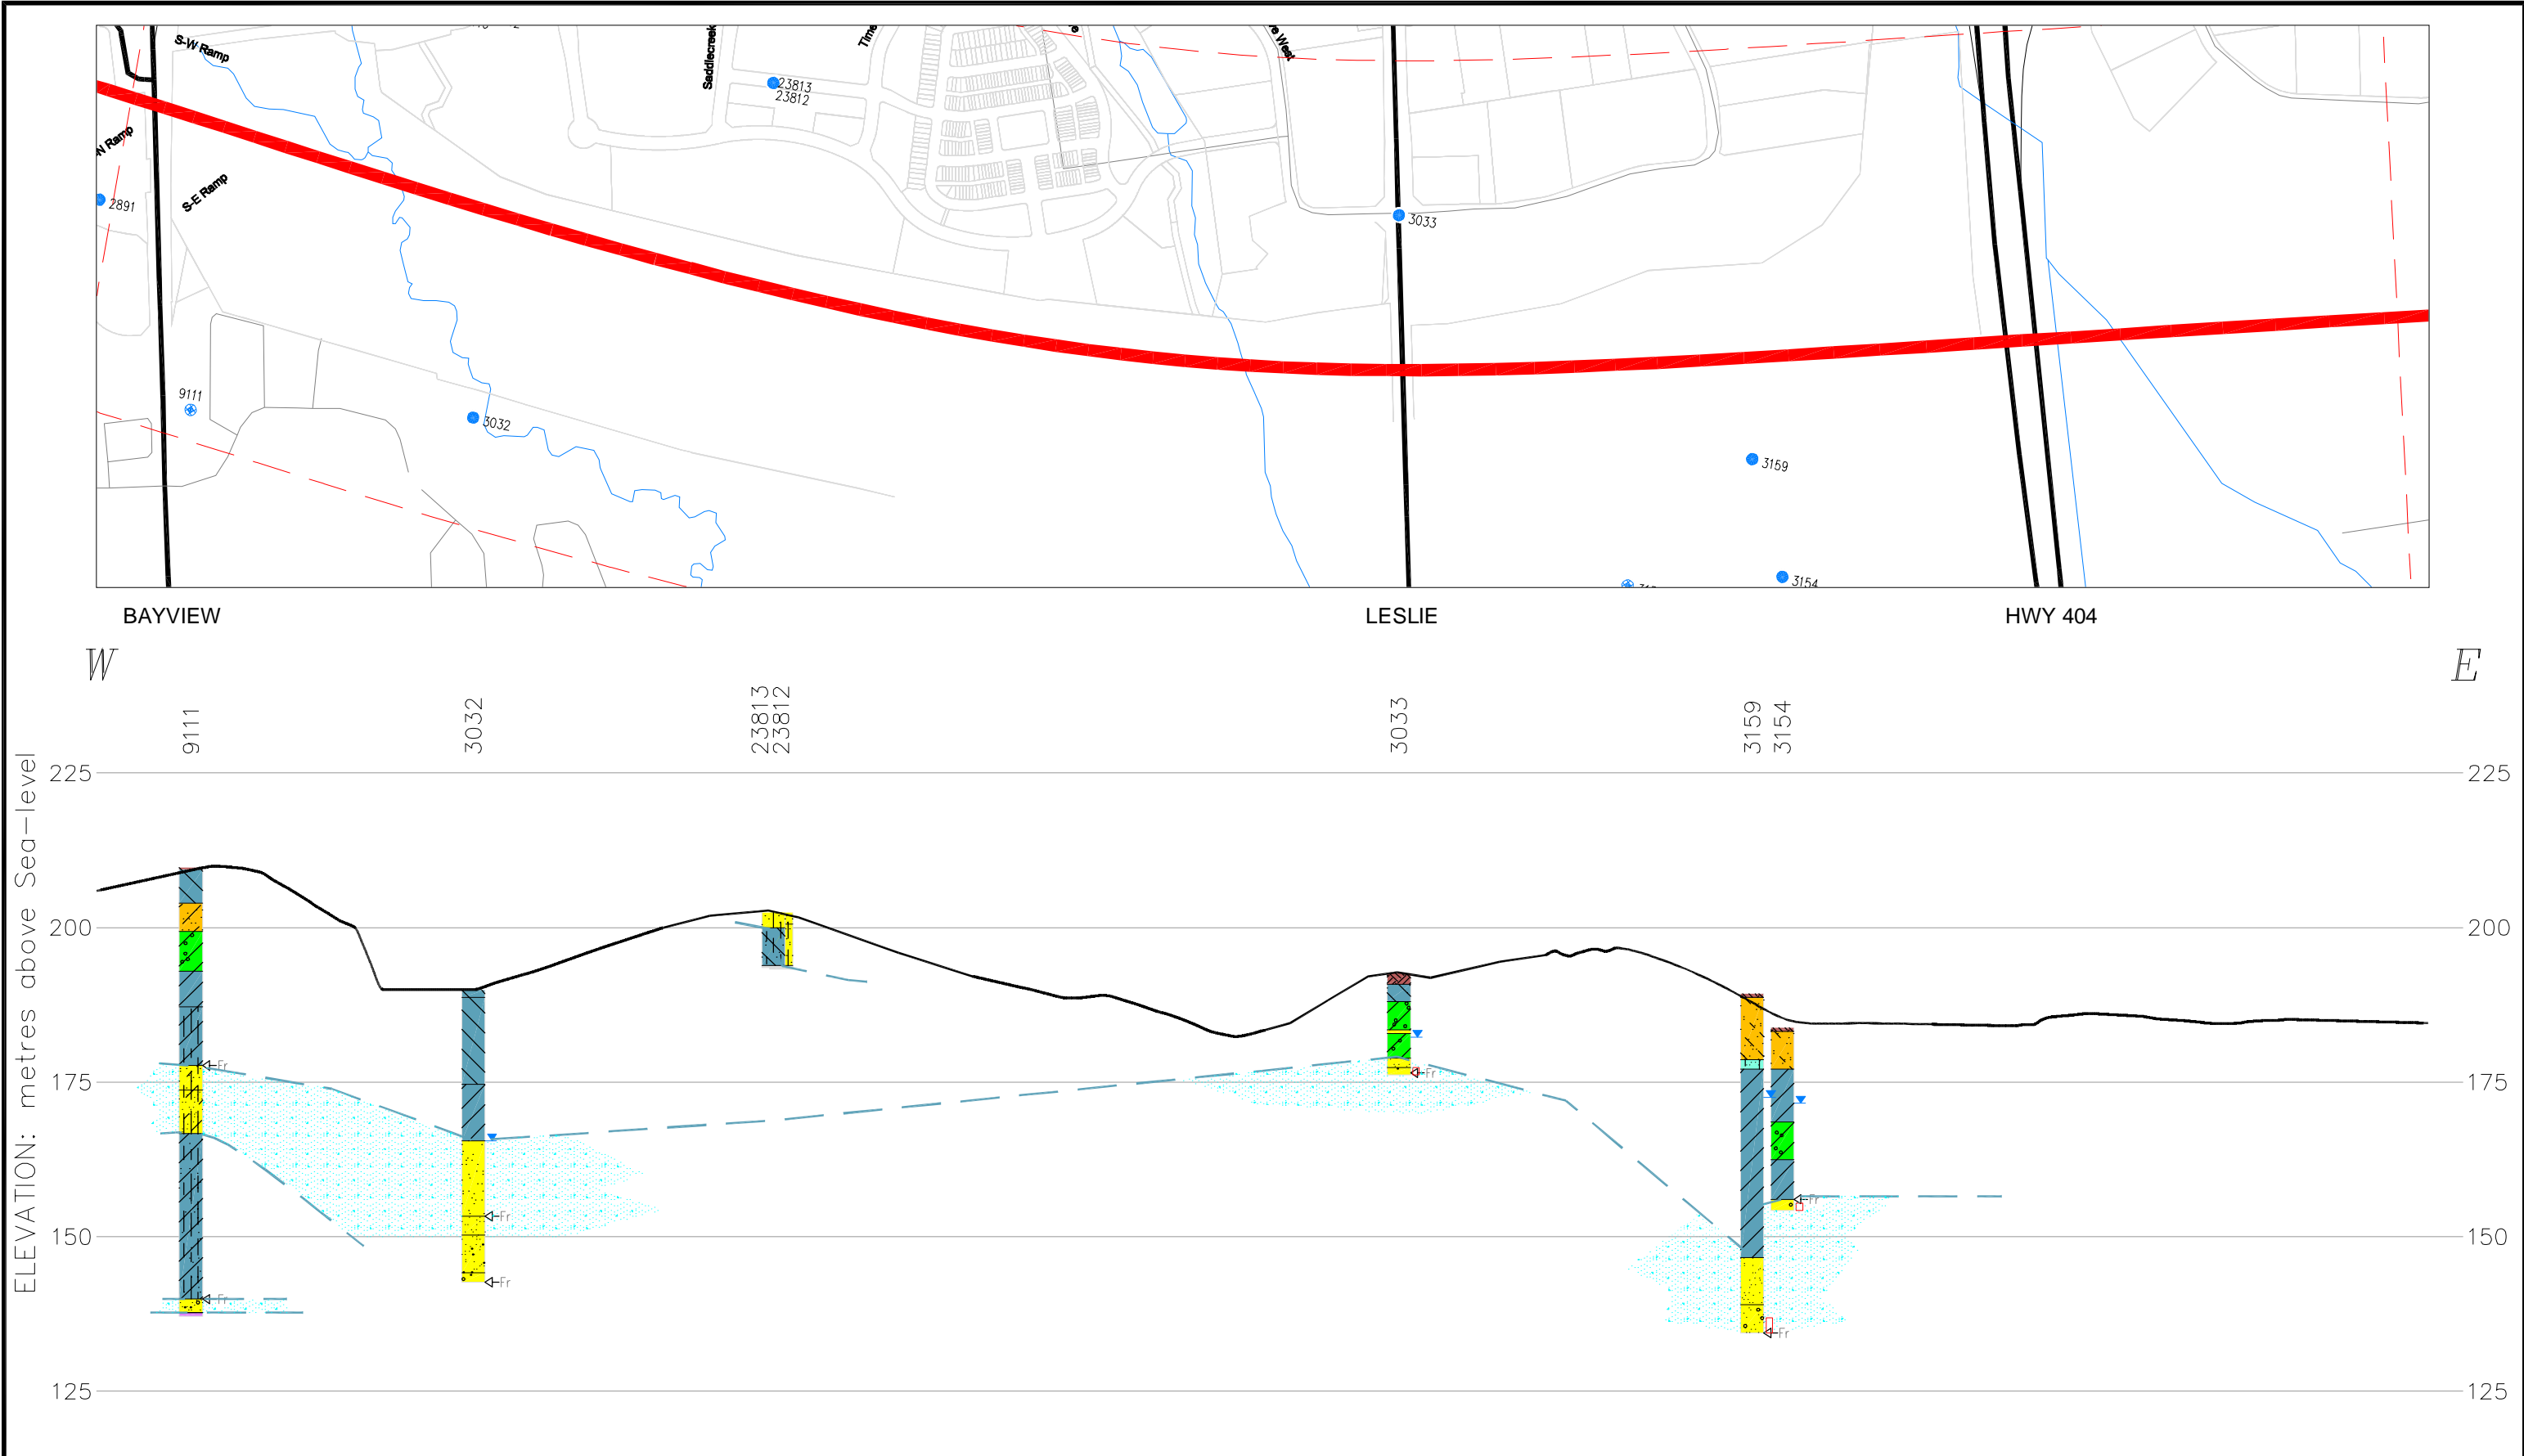 S-W Ramp
Saddlecreek
23813
23812
N Ramp
2891
S-E Ramp
3033
9111
3032
3159
3154
BAYVIEW
LESLIE
HWY 404
W
E
9111
3032
23813
23812
3033
3159
3154
ELEVATION: metres above Sea-level
225
225
200
200
175
175
150
150
125
125
Fr
Fr
Fr
Fr
Fr
Fr
Fr